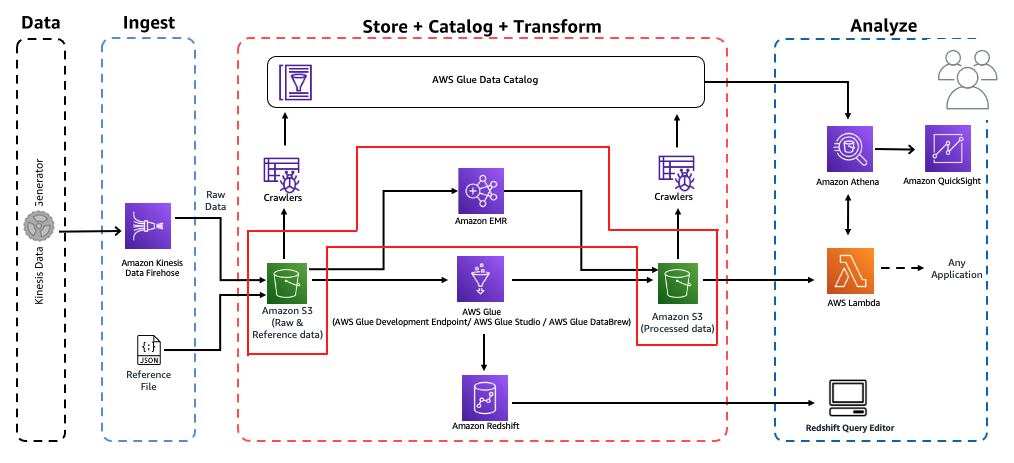 Data
Ingest
Store + Catalog + Transform
Analyze
AWS Glue Data Catalog
Kinesis Data Generator
Raw
Data
Amazon Kinesis
Data Firehose
{;}
JSON
Reference
File
Crawlers
Crawlers
Amazon EMR
Amazon S3
(Raw &
Reference data)
AWS Glue
(AWS Glue Development Endpoint/ AWS Glue Studio / AWS Glue DataBrew)
Amazon S3
(Processed data)
Amazon Redshift
Amazon Athena
Amazon QuickSight
AWS Lambda
Any
Application
Redshift Query Editor